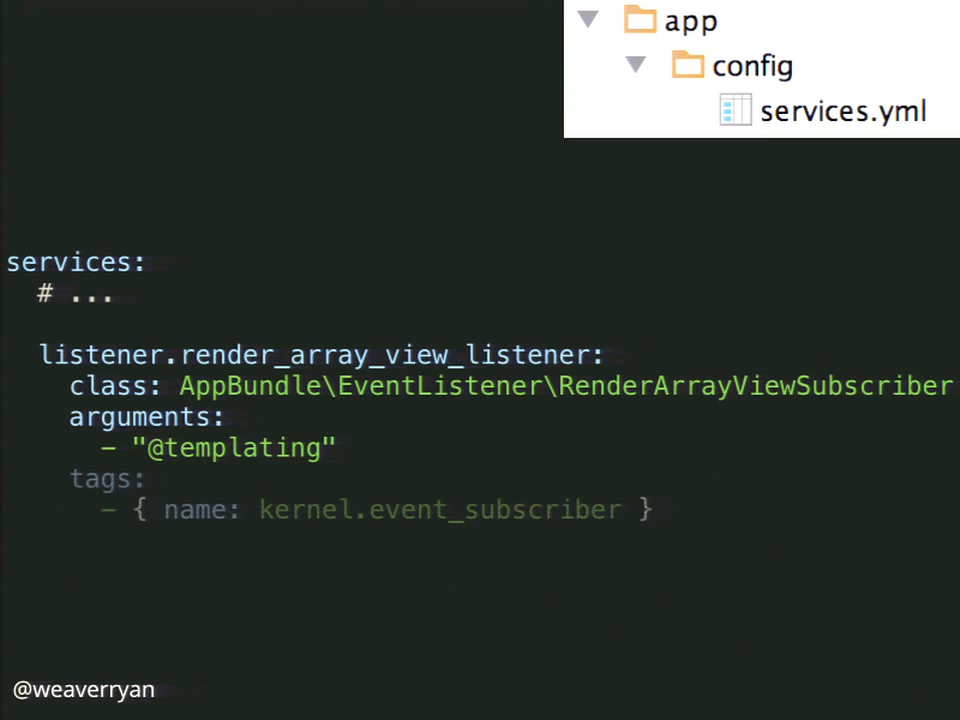 app
config
services.yml
services:
  # ...
  listener.render_array_view_listener:
    class: AppBundle\EventListener\RenderArrayViewSubscriber
    arguments:
      - "@templating"
    tags:
      - { name: kernel.event_subscriber }
@weaverryan